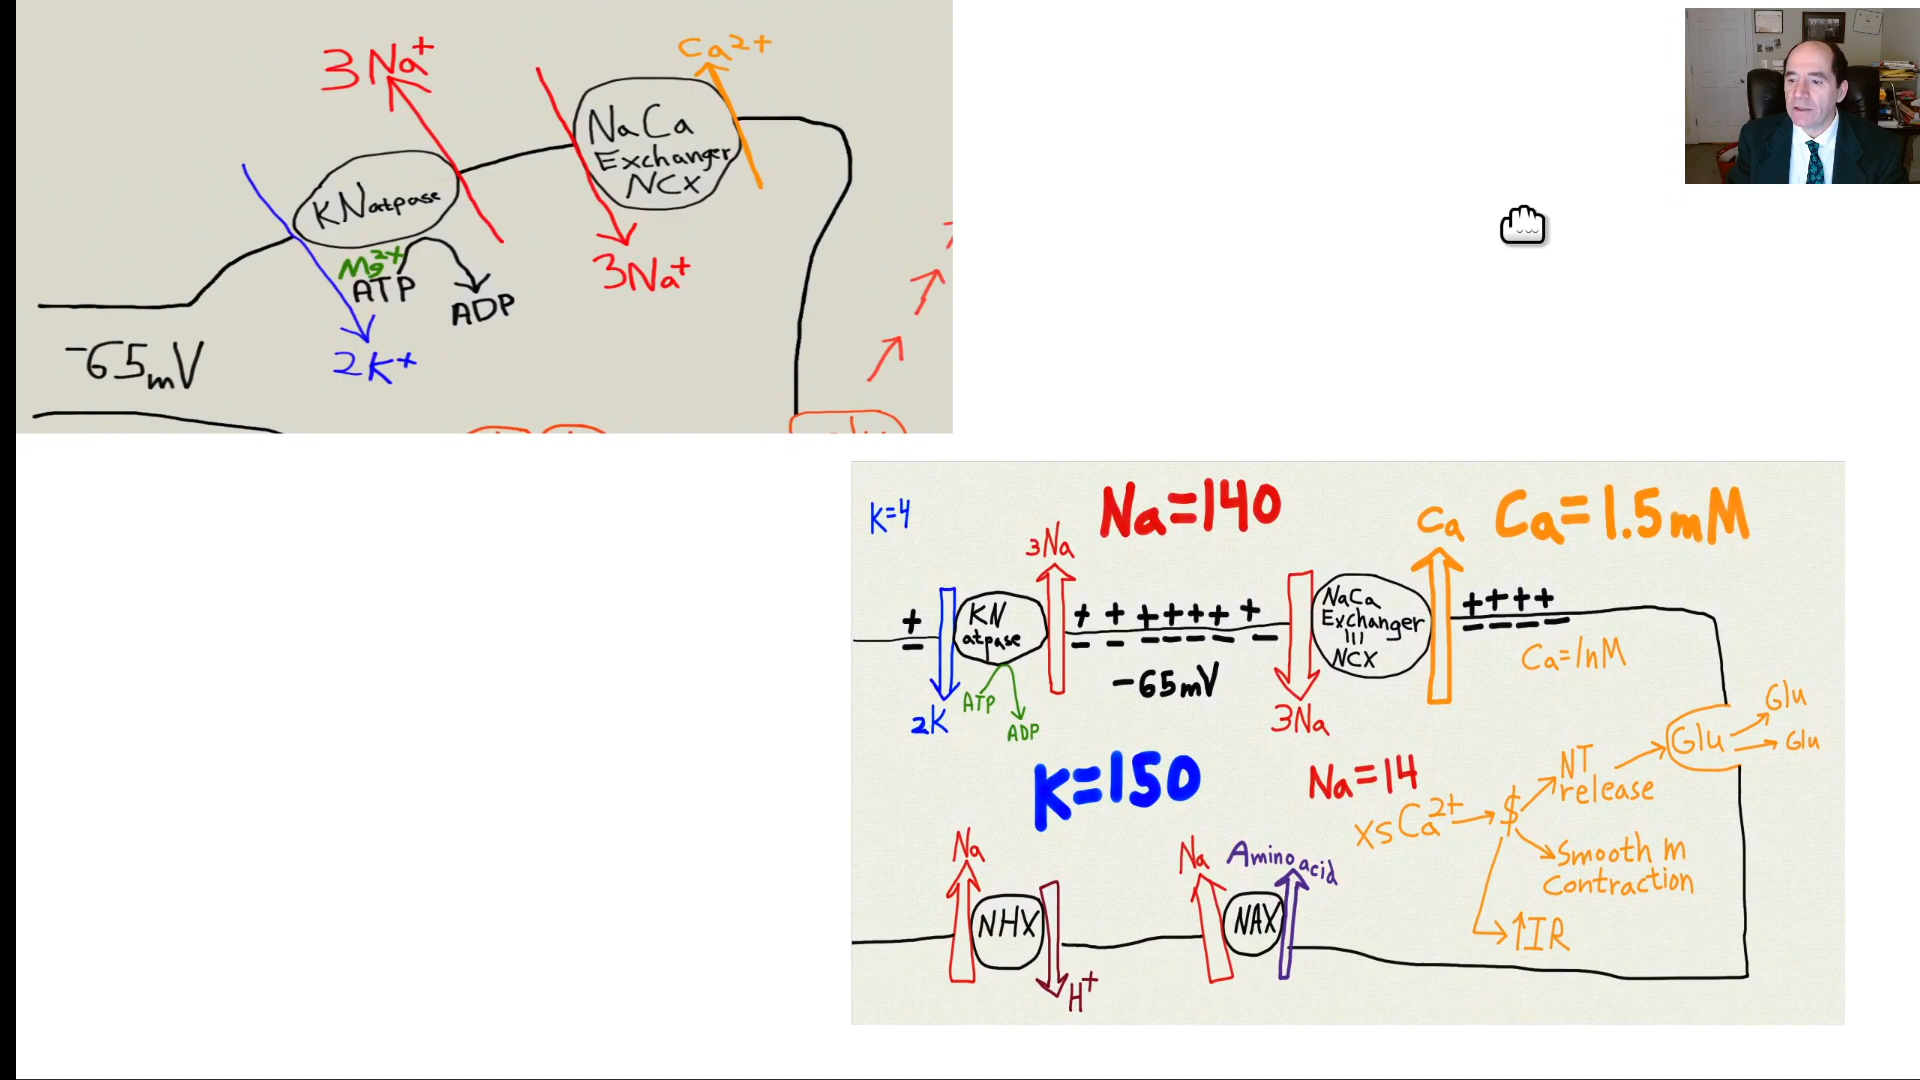 3Na+
Ca2+
NaCa
Exchanger
NCX
KNatpase
Mg2+
ATP
ADP
3Na+
-65mV
2K+
K=4
Na=140
Ca
Ca=1.5mM
3Na
KN
atpase
+ + + + + + +
NaCa
Exchanger
NCX
++++
Ca=1nM
-65mV
ATP
ADP
2K
3Na
Glu
Glu
Glu
K=150
Na=14
NT
release
xsCa2+
$
Smooth m
contraction
↑IR
Na
NHX
H+
Na
Amino acid
NAX